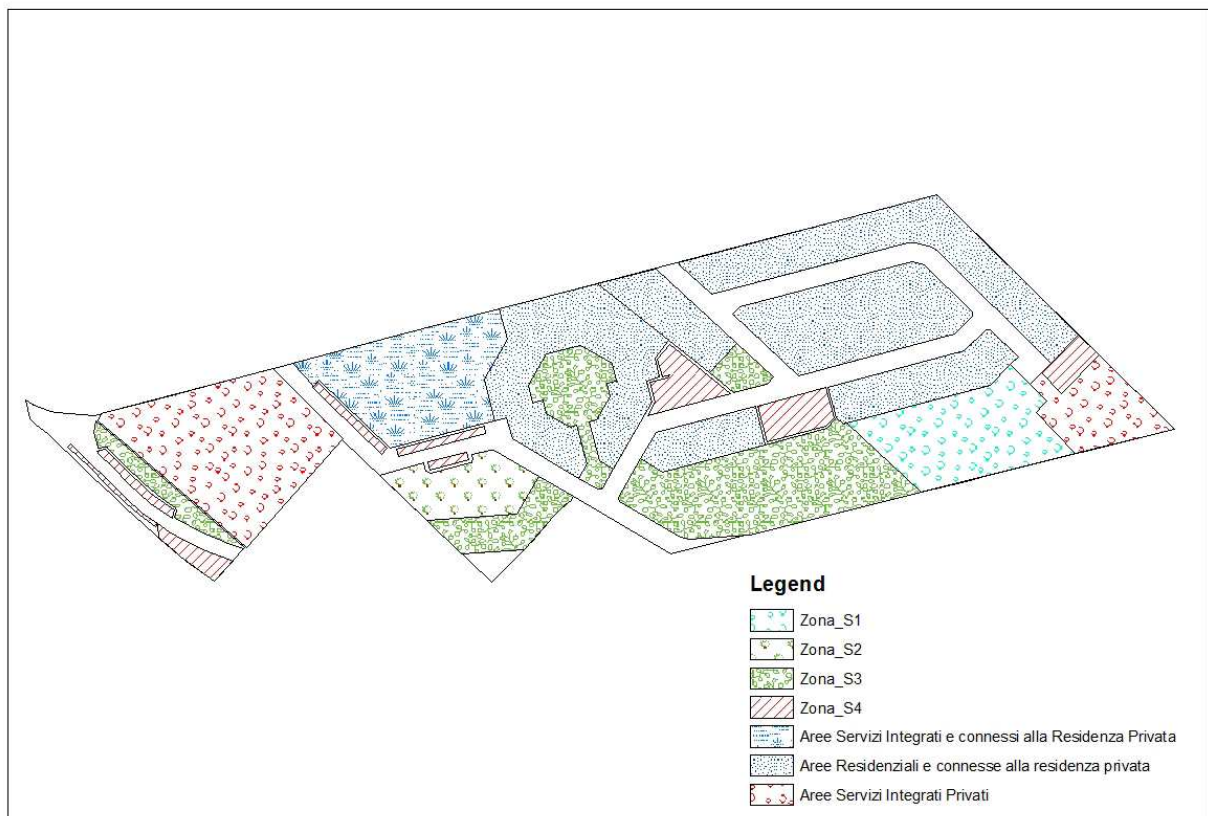 Legend
Zona_S1
Zona_S2
Zona_S3
Zona_S4
Aree Servizi Integrati e connessi alla Residenza Privata
Aree Residenziali e connesse alla residenza privata
Aree Servizi Integrati Privati